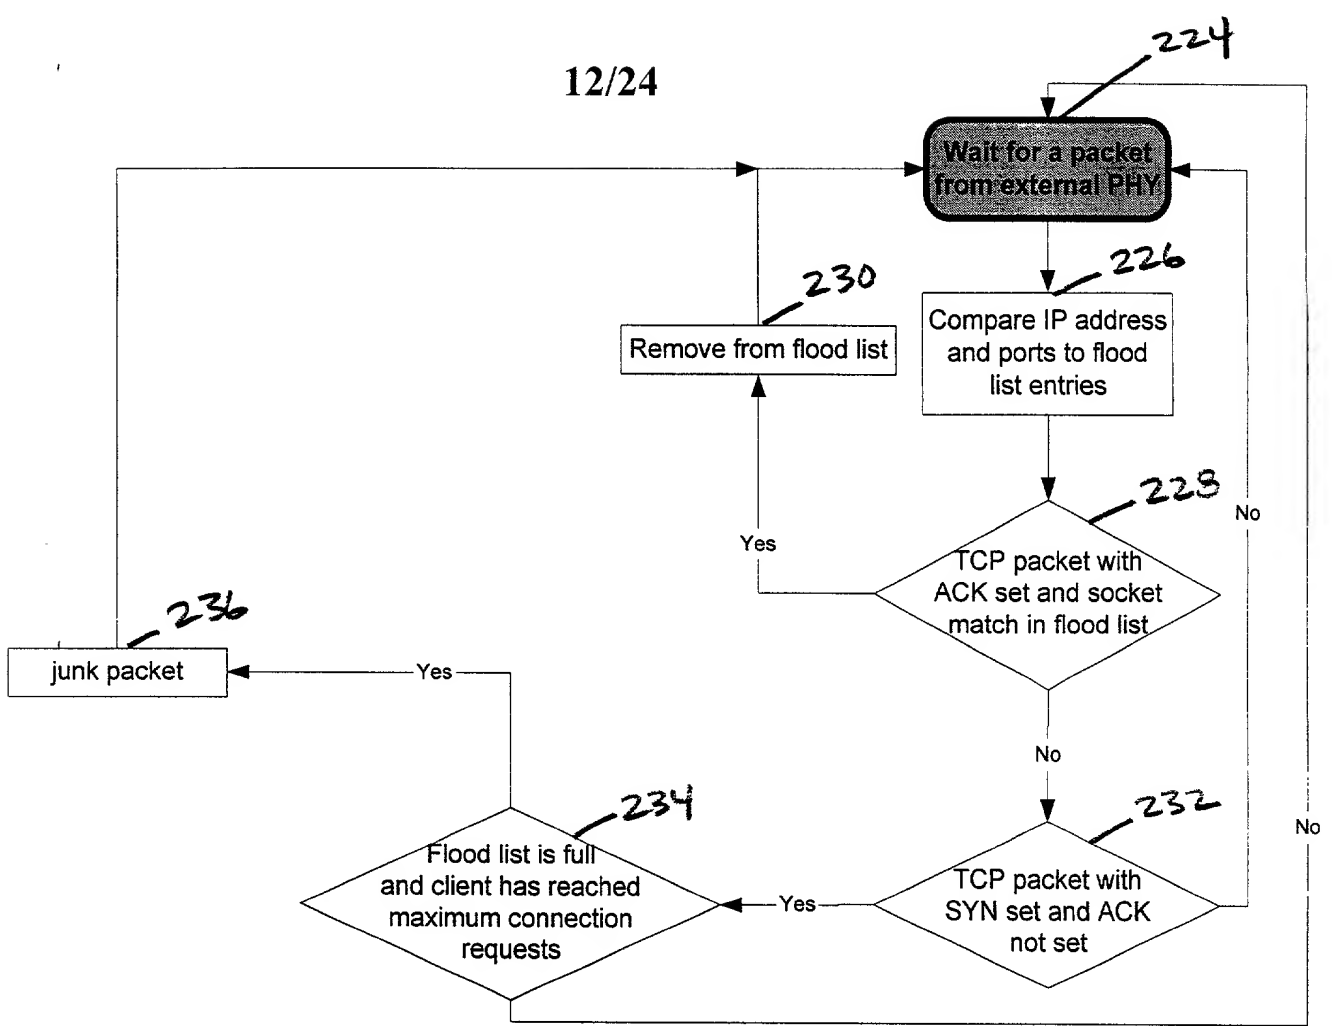 12/24
224
Wait for a packet
from external PHY
226
Compare IP address
and ports to flood
list entries
230
Remove from flood list
228
TCP packet with
ACK set and socket
match in flood list
Yes
No
236
junk packet
Yes
No
234
Flood list is full
and client has reached
maximum connection
requests
Yes
232
TCP packet with
SYN set and ACK
not set
No